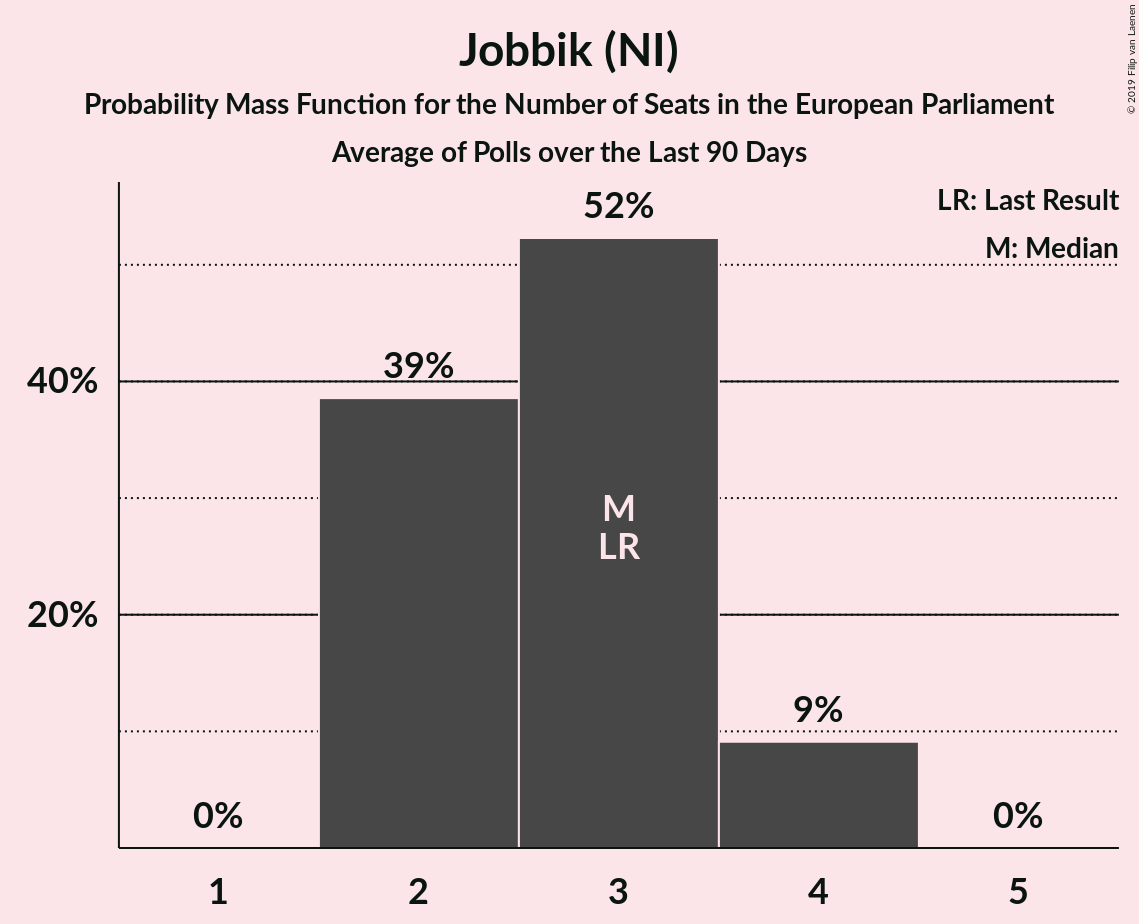 Jobbik (NI)
Probability Mass Function for the Number of Seats in the European Parliament
Average of Polls over the Last 90 Days
© 2019 Filip van Laenen
LR: Last Result
M: Median
52%
39%
40%
M
LR
20%
9%
0%
0%
1 2 3 4 5